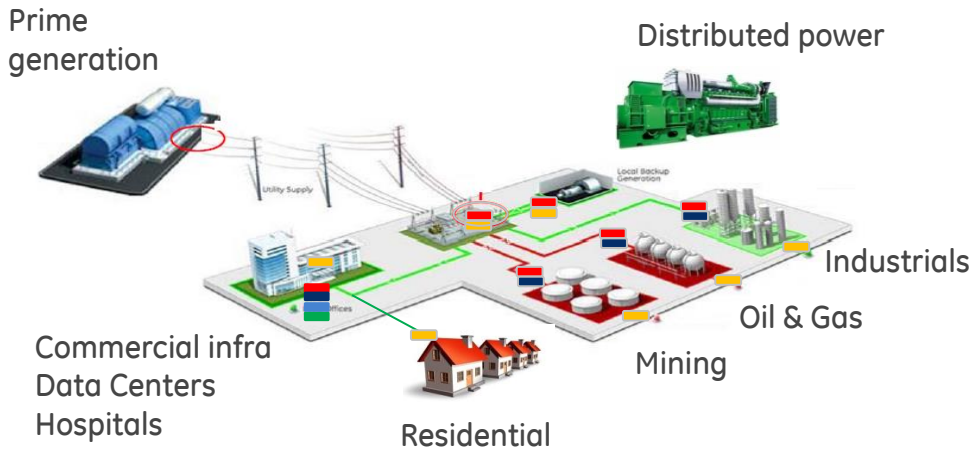 Prime
generation
Distributed power
Utility Supply
Local Backup
Generation
Industrials
Oil & Gas
Mining
Commercial infra
Data Centers
Hospitals
Residential
ffices